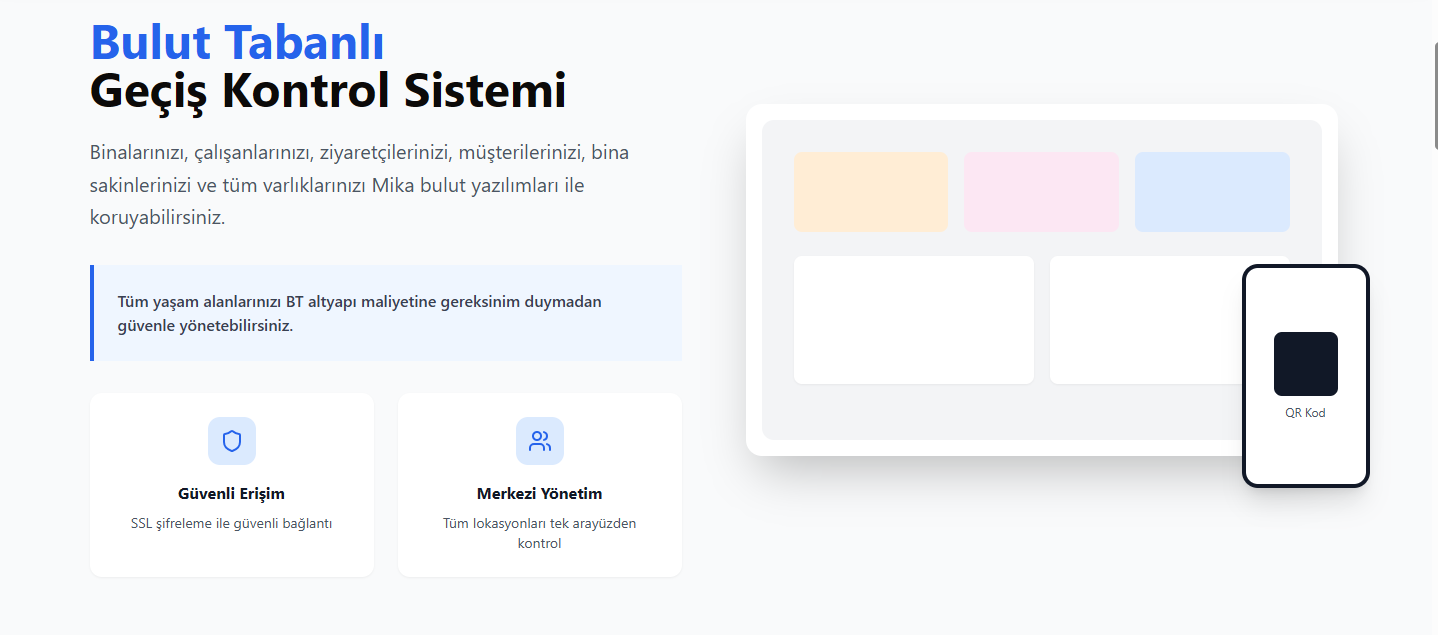 Bulut Tabanlı
Geçiş Kontrol Sistemi
Binalarınızı, çalışanlarınızı, ziyaretçilerinizi, müşterilerinizi, bina
sakinlerinizi ve tüm varlıklarınızı Mika bulut yazılımları ile
koruyabilirsiniz.
Tüm yaşam alanlarınızı BT altyapı maliyetine gereksinim duymadan
güvenle yönetebilirsiniz.
Güvenli Erişim
SSL şifreleme ile güvenli bağlantı
Merkezi Yönetim
Tüm lokasyonları tek arayüzden
kontrol
QR Kod